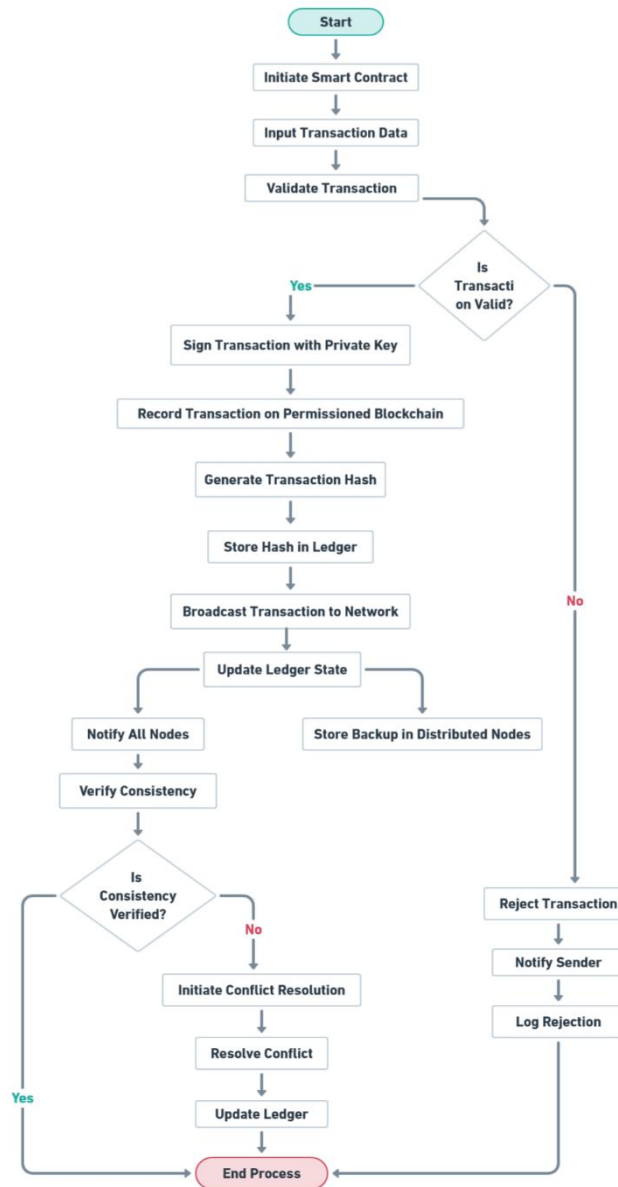 Start
Initiate Smart Contract
Input Transaction Data
Validate Transaction
Is
Transacti
on Valid?
Yes
Sign Transaction with Private Key
Record Transaction on Permissioned Blockchain
Generate Transaction Hash
Store Hash in Ledger
No
Broadcast Transaction to Network
Update Ledger State
Notify All Nodes
Store Backup in Distributed Nodes
Verify Consistency
Is
Consistency
Verified?
Reject Transaction
No
Notify Sender
Initiate Conflict Resolution
Log Rejection
Resolve Conflict
Yes
Update Ledger
End Process